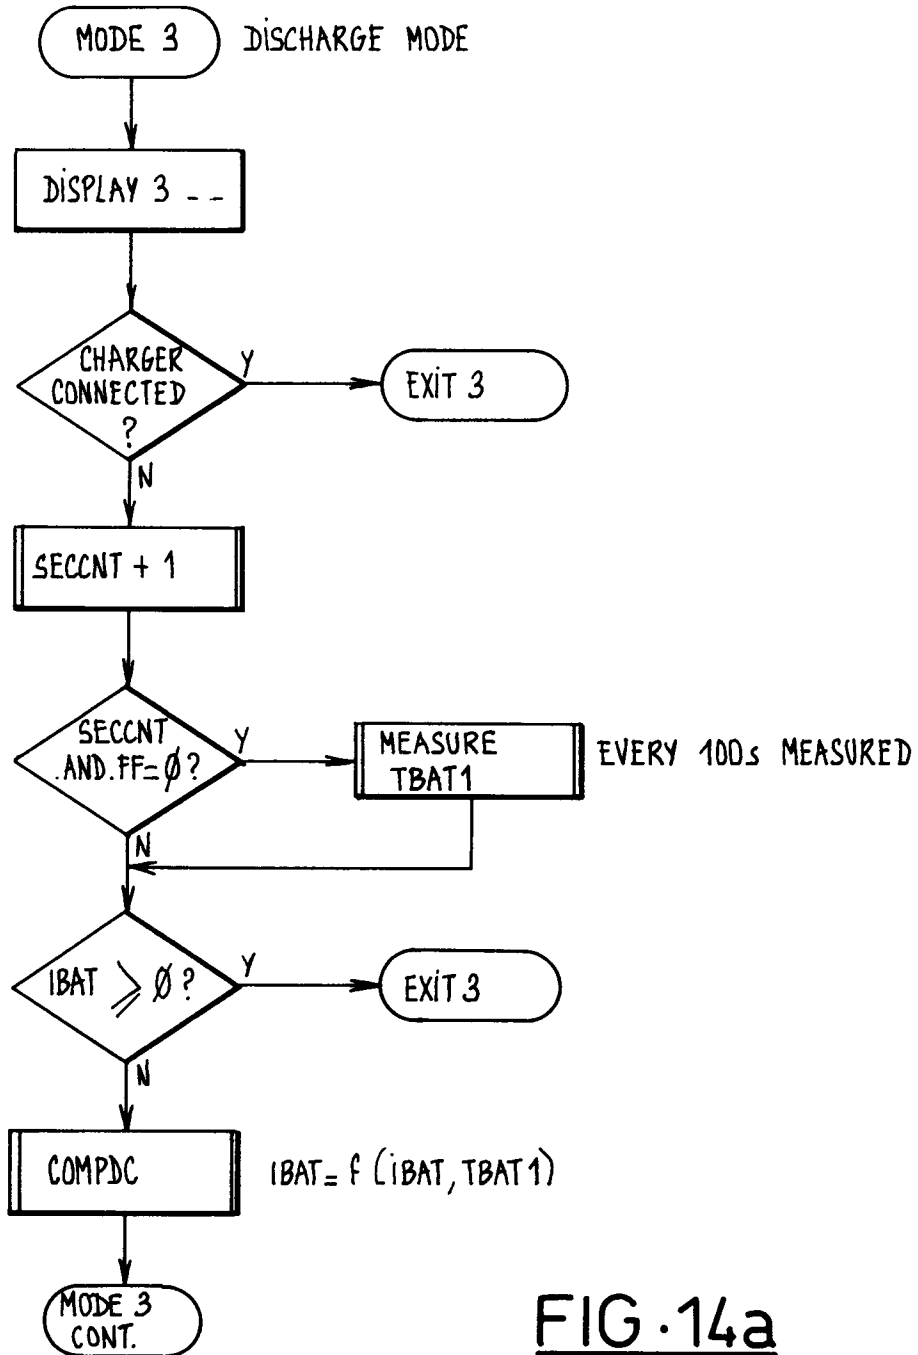 MODE 3 DISCHARGE MODE
DISPLAY 3 _ _
CHARGER
CONNECTED
?
Y
EXIT 3
N
SECCNT + 1
SECCNT
.AND.FF=Ø?
Y
MEASURE
TBAT1
EVERY 100s MEASURED
N
IBAT ≥ Ø?
Y
EXIT 3
N
COMPDC
IBAT = f (IBAT, TBAT1)
MODE 3
CONT.
FIG.14a